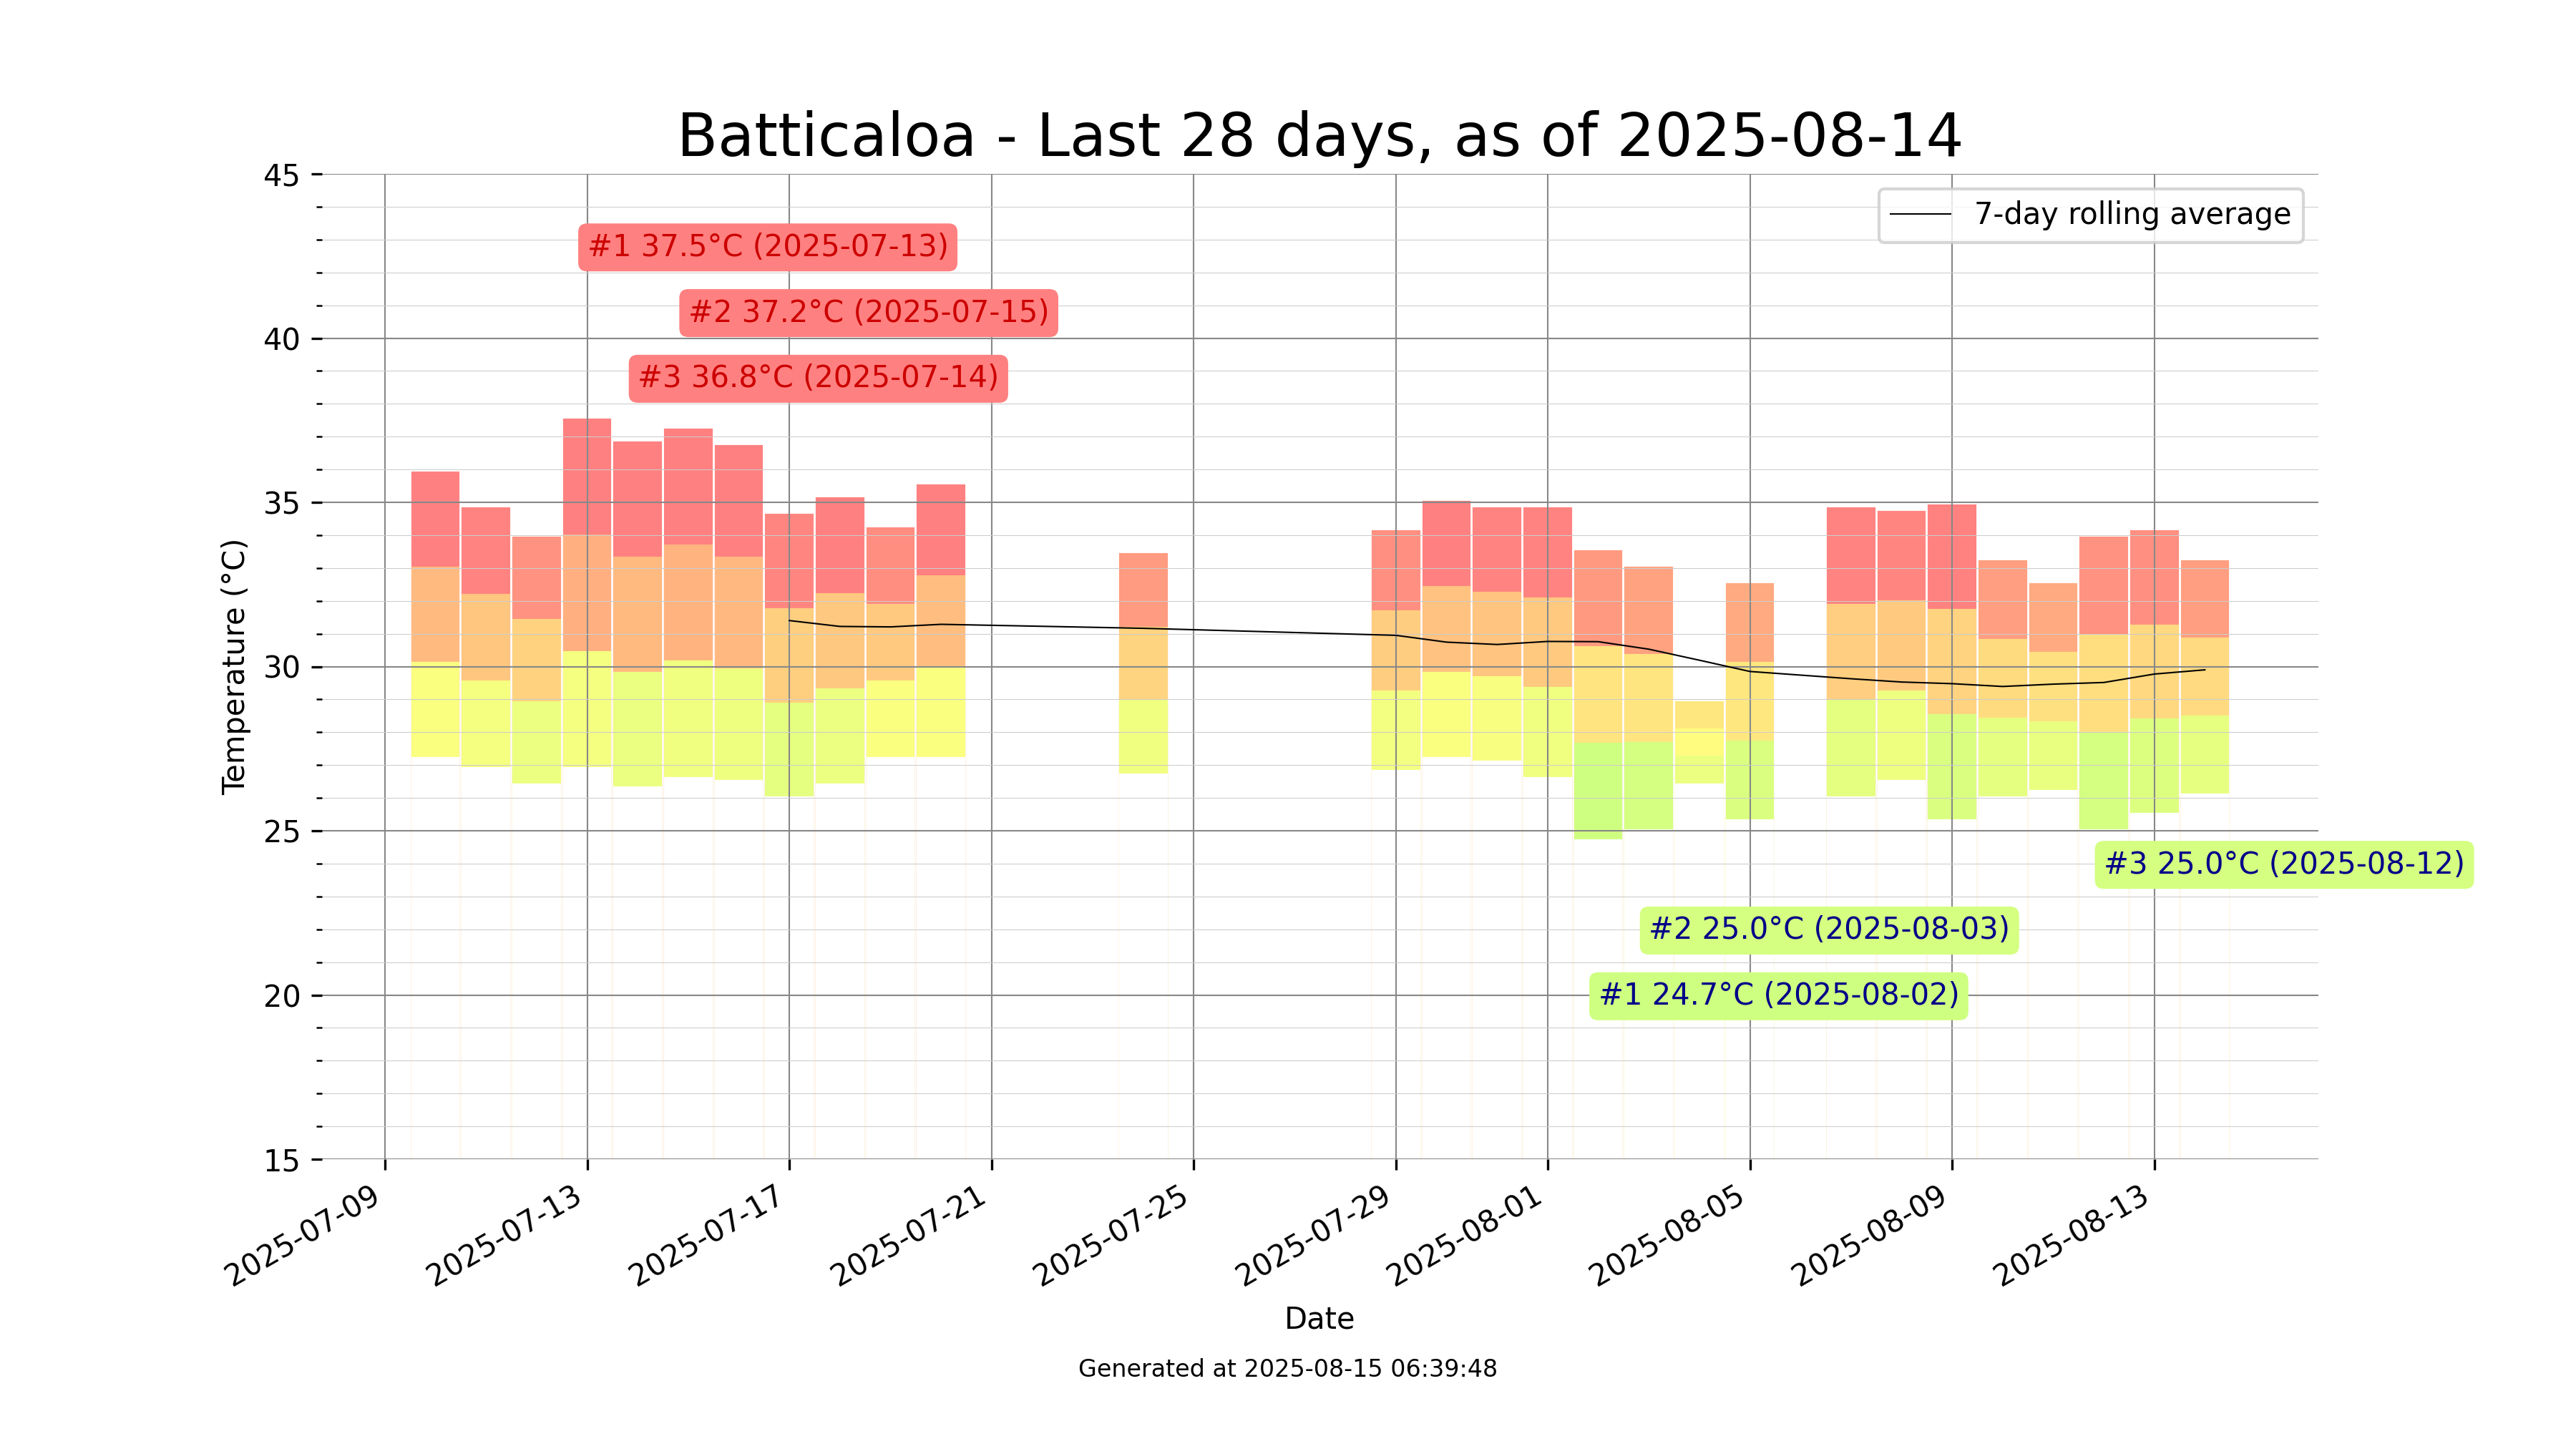 Batticaloa - Last 28 days, as of 2025-08-14
7-day rolling average
#1 37.5°C (2025-07-13)
#2 37.2°C (2025-07-15)
#3 36.8°C (2025-07-14)
#3 25.0°C (2025-08-12)
#2 25.0°C (2025-08-03)
#1 24.7°C (2025-08-02)
Temperature (°C)
45
40
35
30
25
20
15
2025-07-09
2025-07-13
2025-07-17
2025-07-21
2025-07-25
2025-07-29
2025-08-01
2025-08-05
2025-08-09
2025-08-13
Date
Generated at 2025-08-15 06:39:48